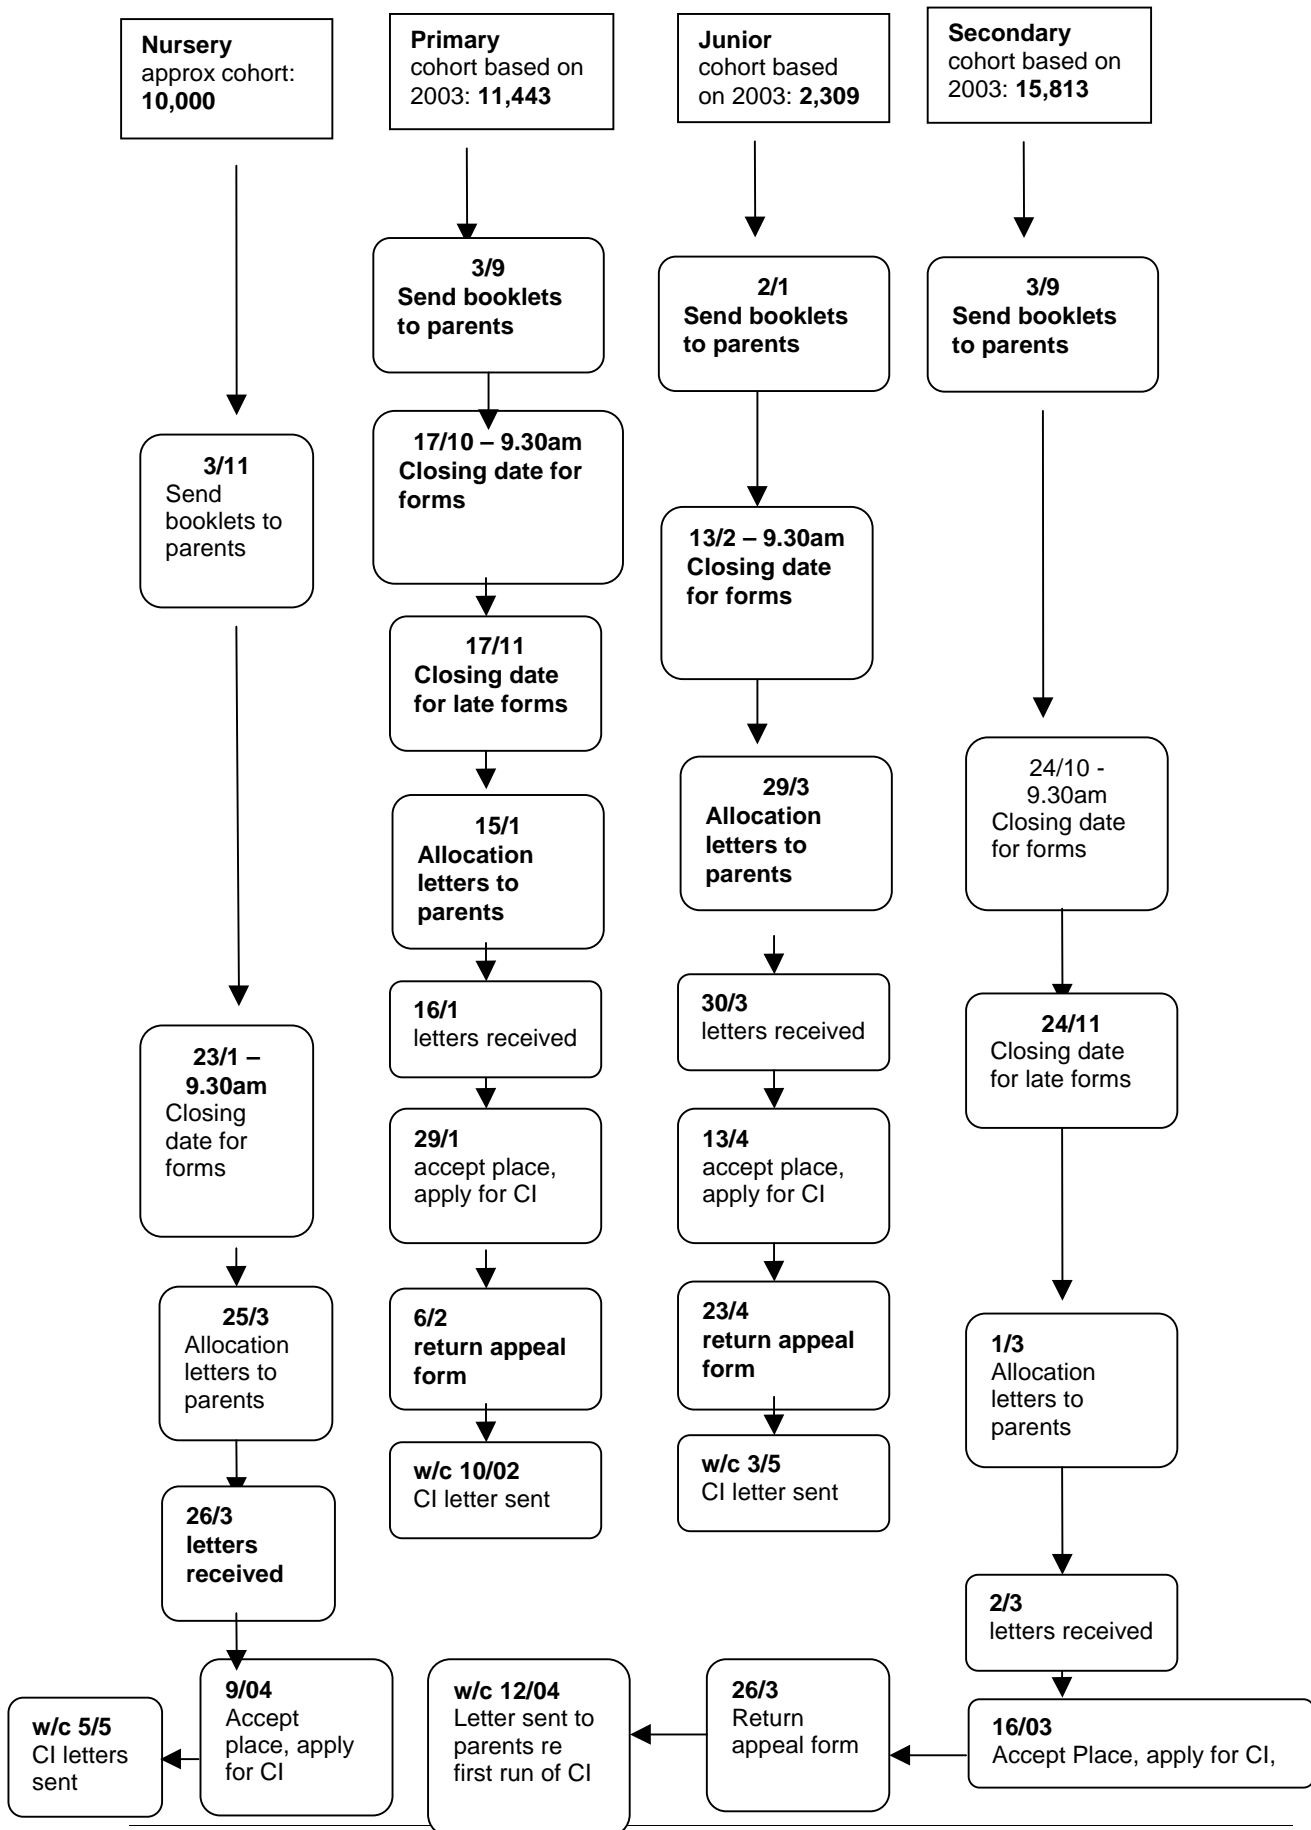 Nursery
approx cohort:
10,000
Primary
cohort based on
2003: 11,443
Junior
cohort based
on 2003: 2,309
Secondary
cohort based on
2003: 15,813
3/11
Send
booklets to
parents
23/1 –
9.30am
Closing
date for
forms
25/3
Allocation
letters to
parents
26/3
letters
received
9/04
Accept
place, apply
for CI
w/c 5/5
CI letters
sent
3/9
Send booklets
to parents
17/10 – 9.30am
Closing date for
forms
17/11
Closing date
for late forms
15/1
Allocation
letters to
parents
16/1
letters received
29/1
accept place,
apply for CI
6/2
return appeal
form
w/c 10/02
CI letter sent
2/1
Send booklets
to parents
13/2 – 9.30am
Closing date
for forms
29/3
Allocation
letters to
parents
30/3
letters received
13/4
accept place,
apply for CI
23/4
return appeal
form
w/c 3/5
CI letter sent
3/9
Send booklets
to parents
24/10 -
9.30am
Closing date
for forms
24/11
Closing date
for late forms
1/3
Allocation
letters to
parents
2/3
letters received
16/03
Accept Place, apply for CI,
26/3
Return
appeal form
w/c 12/04
Letter sent to
parents re
first run of CI